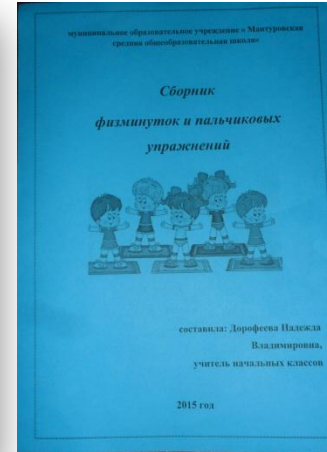 муниципальное образовательное учреждение « Мантуровская
средняя общеобразовательная школа»
Сборник
физминуток и пальчиковых
упражнений
составила: Дорофеева Надежда
Владимировна,
учитель начальных классов
2015 год